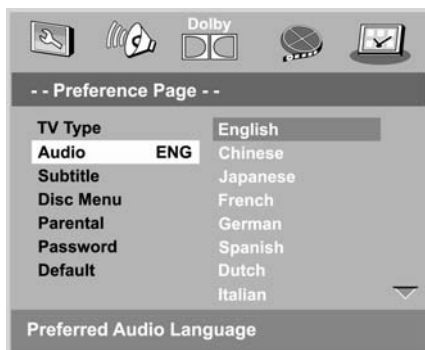 Dolby
- - Preference Page - -
TV Type
Audio ENG
Subtitle
Disc Menu
Parental
Password
Default
English
Chinese
Japanese
French
German
Spanish
Dutch
Italian
Preferred Audio Language